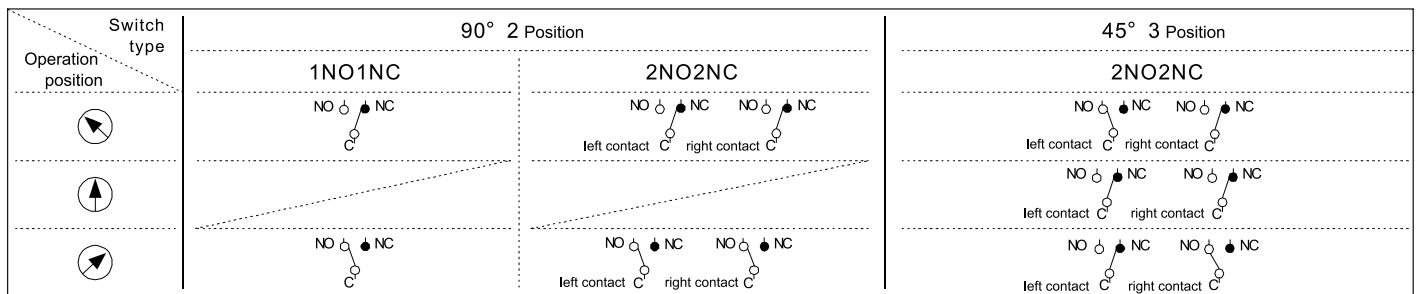 Switch type
90° 2 Position
45° 3 Position
Operation position
1NO1NC
2NO2NC
2NO2NC
NO NC
NO NC NO NC
NO NC NO NC
C
left contact C right contact C
left contact C right contact C
NO NC NO NC
left contact C right contact C
NO NC
NO NC NO NC
NO NC NO NC
C
left contact C right contact C
left contact C right contact C